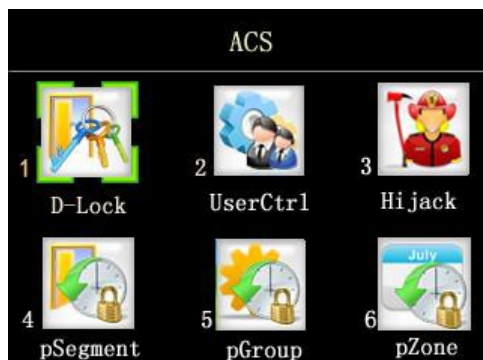 ACS
1 D-Lock
2 UserCtrl
3 Hijack
4 pSegment
5 pGroup
July
6 pZone